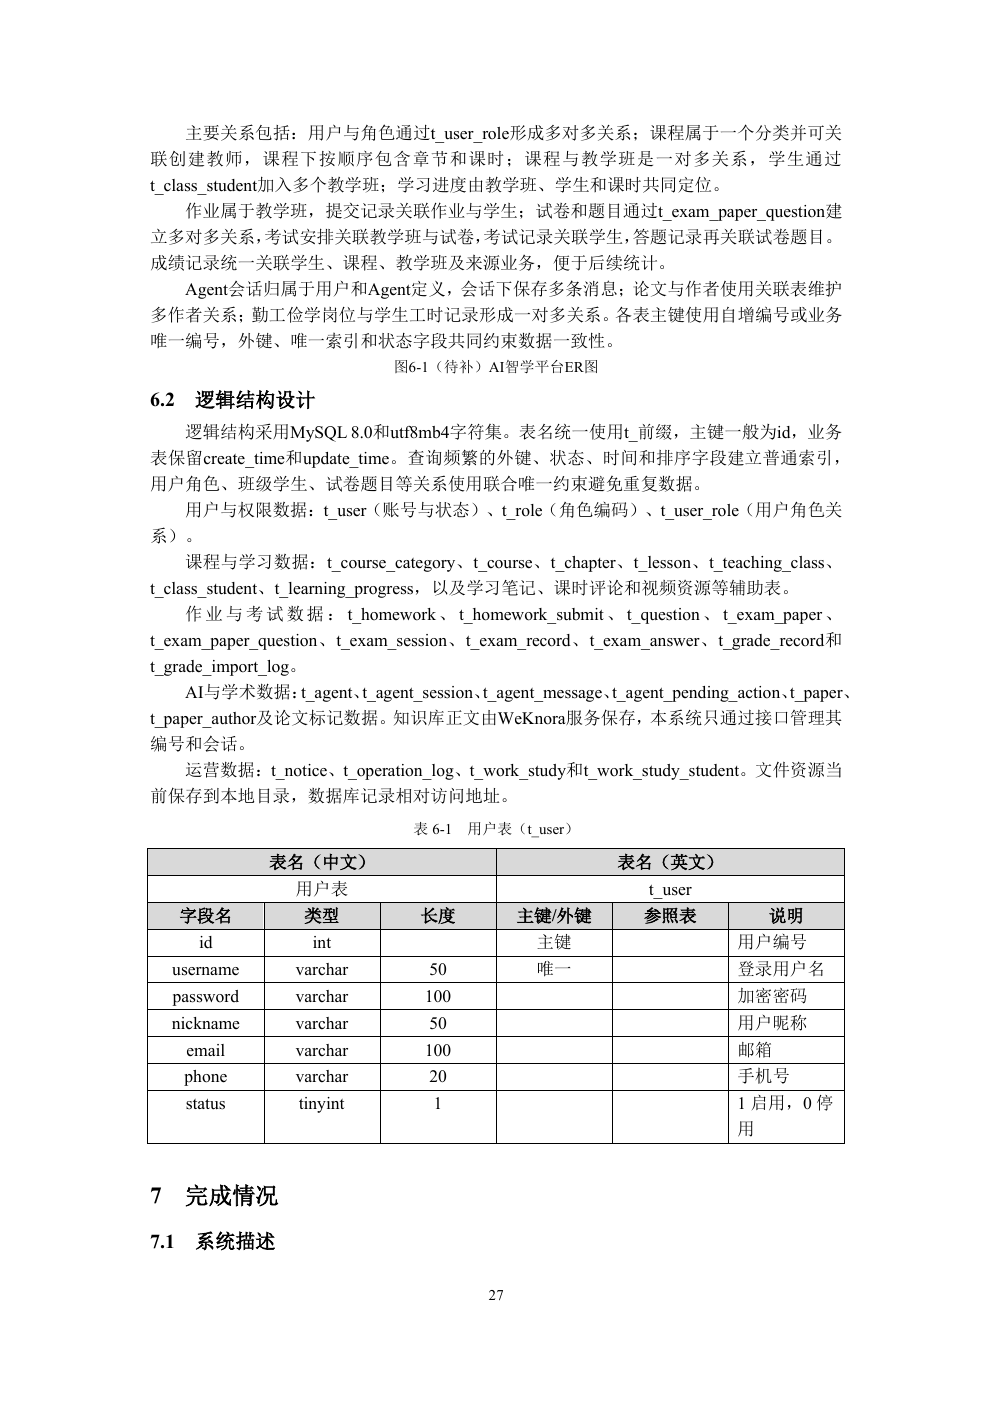 主要关系包括：用户与角色通过t_user_role形成多对多关系；课程属于一个分类并可关
联创建教师，课程下按顺序包含章节和课时；课程与教学班是一对多关系，学生通过
t_class_student加入多个教学班；学习进度由教学班、学生和课时共同定位。
作业属于教学班，提交记录关联作业与学生；试卷和题目通过t_exam_paper_question建
立多对多关系，考试安排关联教学班与试卷，考试记录关联学生，答题记录再关联试卷题目。
成绩记录统一关联学生、课程、教学班及来源业务，便于后续统计。
Agent会话归属于用户和Agent定义，会话下保存多条消息；论文与作者使用关联表维护
多作者关系；勤工俭学岗位与学生工时记录形成一对多关系。各表主键使用自增编号或业务
唯一编号，外键、唯一索引和状态字段共同约束数据一致性。
图6-1（待补）AI智学平台ER图
6.2 逻辑结构设计
逻辑结构采用MySQL 8.0和utf8mb4字符集。表名统一使用t_前缀，主键一般为id，业务
表保留create_time和update_time。查询频繁的外键、状态、时间和排序字段建立普通索引，
用户角色、班级学生、试卷题目等关系使用联合唯一约束避免重复数据。
用户与权限数据：t_user（账号与状态）、t_role（角色编码）、t_user_role（用户角色关
系）。
课程与学习数据：t_course_category、t_course、t_chapter、t_lesson、t_teaching_class、
t_class_student、t_learning_progress，以及学习笔记、课时评论和视频资源等辅助表。
作业与考试数据：t_homework、t_homework_submit、t_question、t_exam_paper、
t_exam_paper_question、t_exam_session、t_exam_record、t_exam_answer、t_grade_record和
t_grade_import_log。
AI与学术数据：t_agent、t_agent_session、t_agent_message、t_agent_pending_action、t_paper、
t_paper_author及论文标记数据。知识库正文由WeKnora服务保存，本系统只通过接口管理其
编号和会话。
运营数据：t_notice、t_operation_log、t_work_study和t_work_study_student。文件资源当
前保存到本地目录，数据库记录相对访问地址。
表 6-1 用户表（t_user）
表名（中文） 表名（英文）
用户表 t_user
字段名 类型 长度 主键/外键 参照表 说明
id int 主键 用户编号
username varchar 50 唯一 登录用户名
password varchar 100 加密密码
nickname varchar 50 用户昵称
email varchar 100 邮箱
phone varchar 20 手机号
status tinyint 1 1 启用，0 停
用
7 完成情况
7.1 系统描述
27